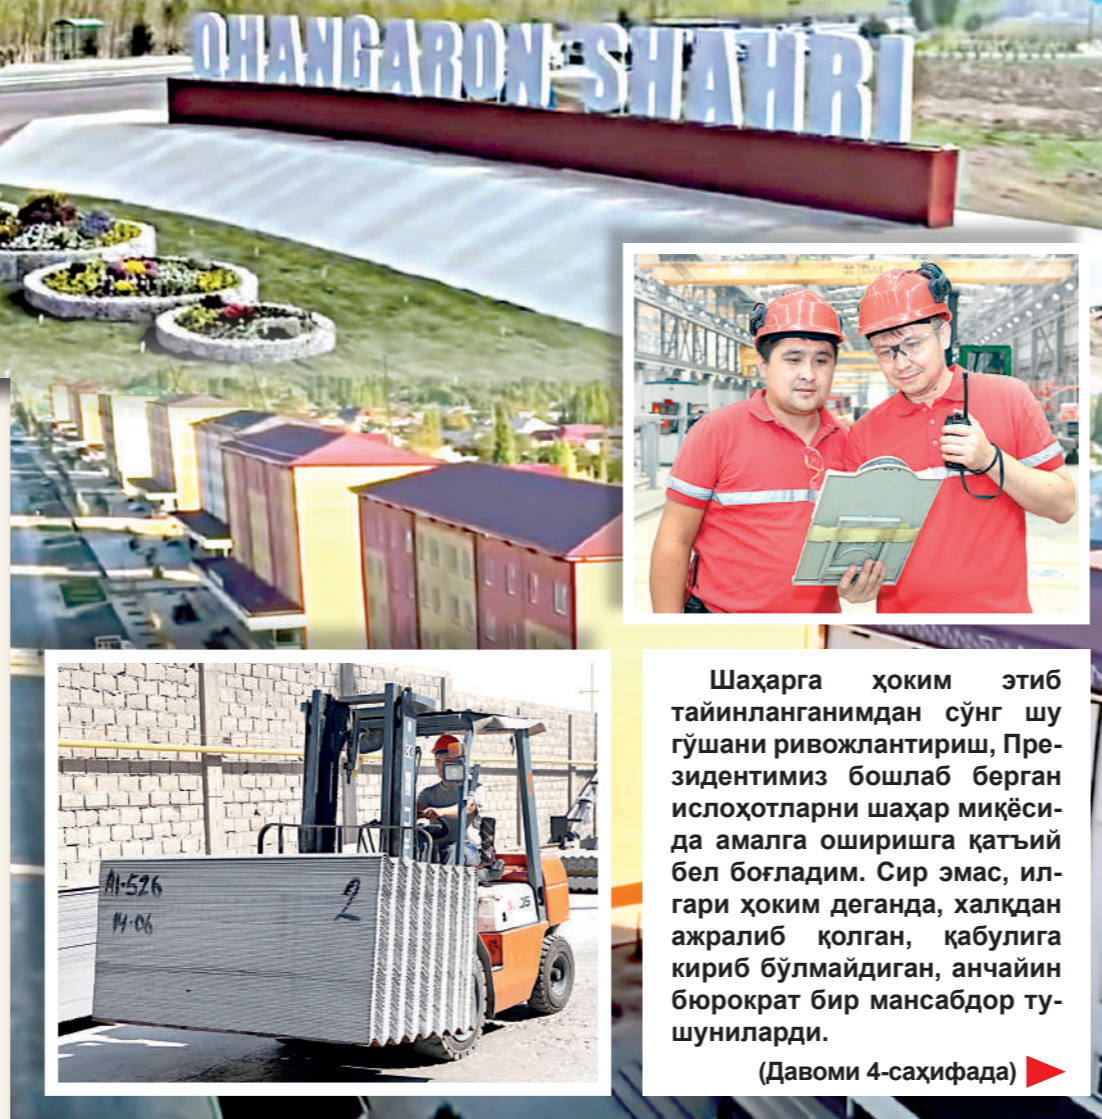 OHANGARON SHAHRI
A1-526
14-06
2
Шаҳарга ҳоким этиб
тайинланганимдан сўнг шу
гўшани ривожлантириш, Пре-
зидентимиз бошлаб берган
ислоҳотларни шаҳар миқёси-
да амалга оширишга қатъий
бел боғладим. Сир эмас, ил-
гари ҳоким деганда, халқдан
ажралиб қолган, қабулига
кириб бўлмайдиган, анчайин
бюрократ бир мансабдор ту-
шуниларди.
(Давоми 4-саҳифада)